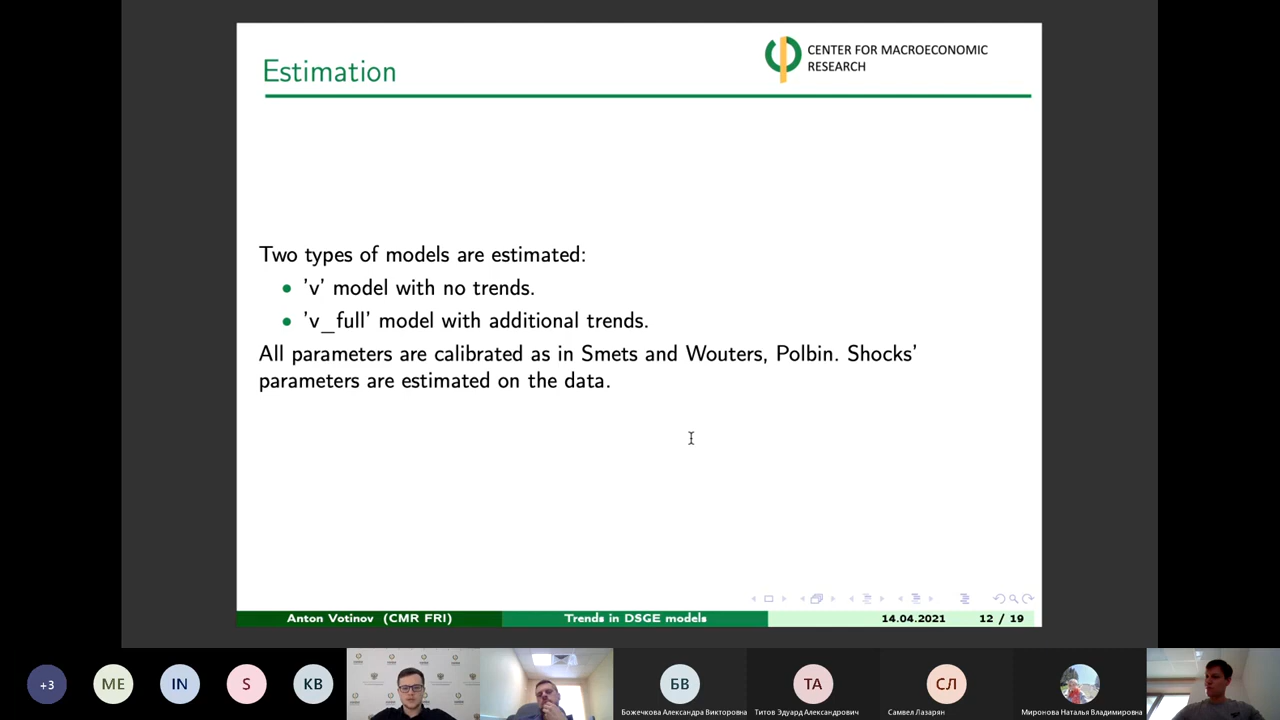 Estimation
CENTER FOR MACROECONOMIC
RESEARCH
Two types of models are estimated:
'v' model with no trends.
'v_full' model with additional trends.
All parameters are calibrated as in Smets and Wouters, Polbin. Shocks'
parameters are estimated on the data.
Anton Votinov (CMR FRI)
Trends in DSGE models
14.04.2021
12 / 19
+3
ME
IN
S
KB
БВ
Божечкова Александра Викторовна
ТА
Титов Эдуард Александрович
СЛ
Самвел Лазарян
Миронова Наталья Владимировна